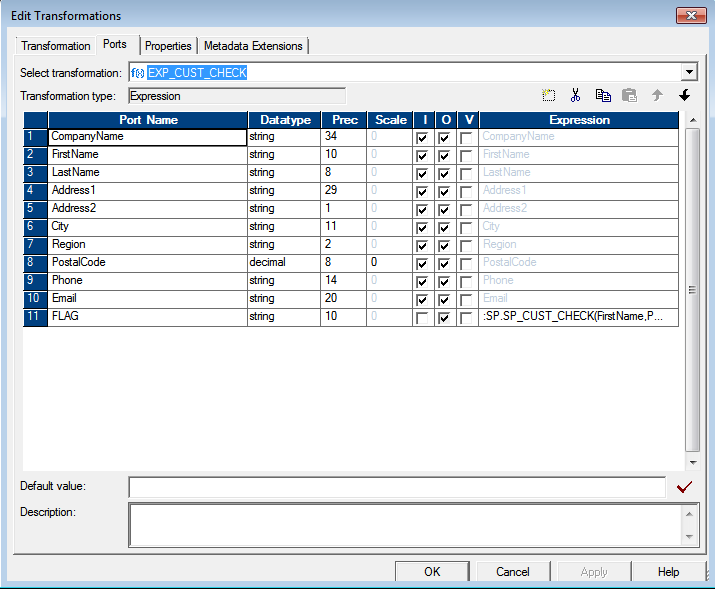 Edit Transformations
Transformation Ports Properties Metadata Extensions
Select transformation: f(x) EXP_CUST_CHECK
Transformation type: Expression
Port Name Datatype Prec Scale I O V Expression
1 CompanyName string 34 0 CompanyName
2 FirstName string 10 0 FirstName
3 LastName string 8 0 LastName
4 Address1 string 29 0 Address1
5 Address2 string 1 0 Address2
6 City string 11 0 City
7 Region string 2 0 Region
8 PostalCode decimal 8 0 PostalCode
9 Phone string 14 0 Phone
10 Email string 20 0 Email
11 FLAG string 10 0 :SP.SP_CUST_CHECK(FirstName,P...
Default value:
Description:
OK Cancel Apply Help